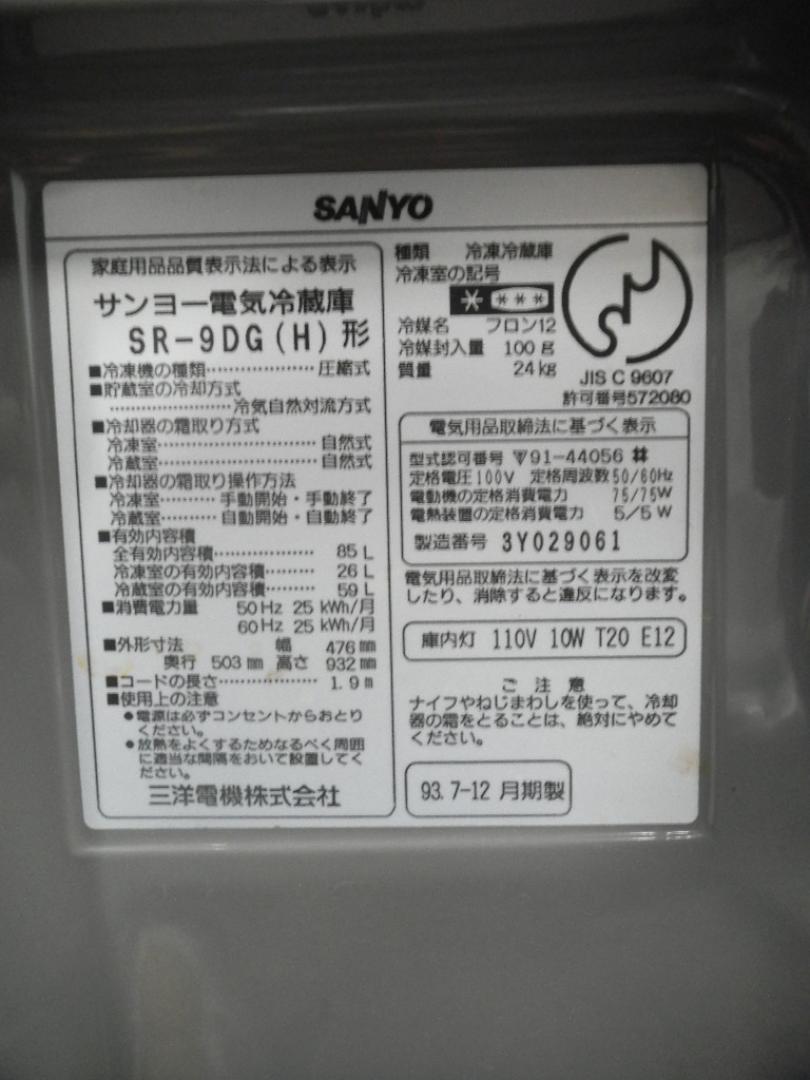 SANYO
家庭用品品質表示法による表示
サンヨー電気冷蔵庫
SR-9DG(H)形
■冷凍機の種類………………圧縮式
■貯蔵室の冷却方式
…………………冷気自然対流方式
■冷却器の霜取り方式
冷凍室……………………自然式
冷蔵室……………………自然式
■冷却器の霜取り操作方法
冷凍室………手動開始・手動終了
冷蔵室………自動開始・自動終了
■有効内容積
全有効内容積……………… 85 L
冷凍室の有効内容積……… 26 L
冷蔵室の有効内容積……… 59 L
■消費電力量 50Hz 25 kWh/月
60Hz 25 kWh/月
■外形寸法 幅 476 mm
奥行 503 mm 高さ 932 mm
■コードの長さ……………… 1.9 m
■使用上の注意
●電源は必ずコンセントからおとり
ください。
●放熱をよくするためなるべく周囲
に適当な間隔をおいて設置してく
ださい。
三洋電機株式会社
種類 冷凍冷蔵庫
冷凍室の記号
* ***
冷媒名 フロン12
冷媒封入量 100 g
質量 24 kg
JIS C 9607
許可番号572080
電気用品取締法に基づく表示
型式認可番号 〒91-44056 #
定格電圧100V 定格周波数50/60Hz
電動機の定格消費電力 75/75W
電熱装置の定格消費電力 5/5 W
製造番号 3Y029061
電気用品取締法に基づく表示を改変
したり、消除すると違反になります。
庫内灯 110V 10W T20 E12
ご注意
ナイフやねじまわしを使って、冷却
器の霜をとることは、絶対にやめて
ください。
93.7-12 月期製